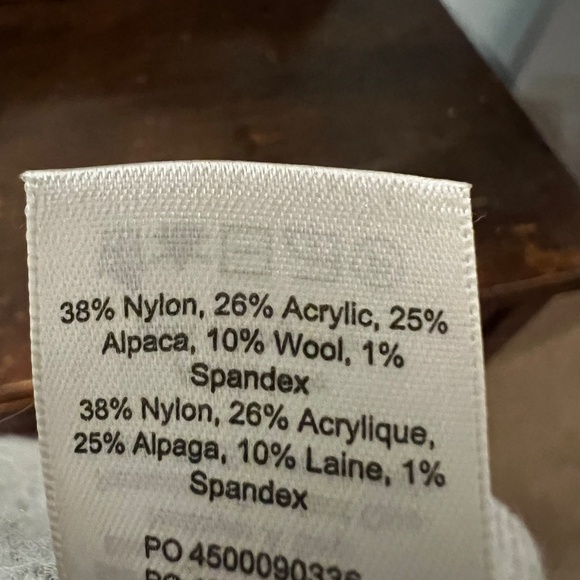 38% Nylon, 26% Acrylic, 25%
Alpaca, 10% Wool, 1%
Spandex
38% Nylon, 26% Acrylique,
25% Alpaga, 10% Laine, 1%
Spandex
PO 4500090336